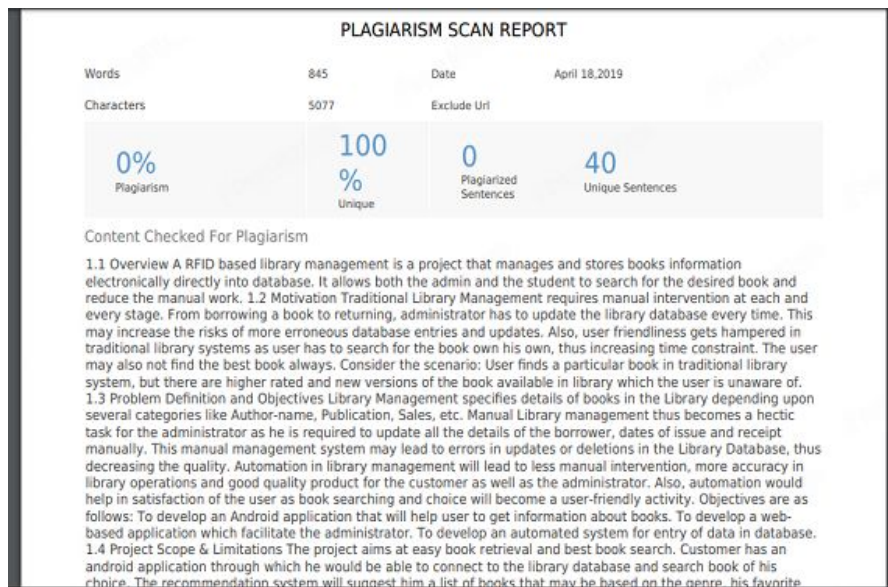 PLAGIARISM SCAN REPORT
Words 845 Date April 18,2019
Characters 5077 Exclude Url
0%
Plagiarism
100
%
Unique
0
Plagiarized
Sentences
40
Unique Sentences
Content Checked For Plagiarism
1.1 Overview A RFID based library management is a project that manages and stores books information
electronically directly into database. It allows both the admin and the student to search for the desired book and
reduce the manual work. 1.2 Motivation Traditional Library Management requires manual intervention at each and
every stage. From borrowing a book to returning, administrator has to update the library database every time. This
may increase the risks of more erroneous database entries and updates. Also, user friendliness gets hampered in
traditional library systems as user has to search for the book own his own, thus increasing time constraint. The user
may also not find the best book always. Consider the scenario: User finds a particular book in traditional library
system, but there are higher rated and new versions of the book available in library which the user is unaware of.
1.3 Problem Definition and Objectives Library Management specifies details of books in the Library depending upon
several categories like Author-name, Publication, Sales, etc. Manual Library management thus becomes a hectic
task for the administrator as he is required to update all the details of the borrower, dates of issue and receipt
manually. This manual management system may lead to errors in updates or deletions in the Library Database, thus
decreasing the quality. Automation in library management will lead to less manual intervention, more accuracy in
library operations and good quality product for the customer as well as the administrator. Also, automation would
help in satisfaction of the user as book searching and choice will become a user-friendly activity. Objectives are as
follows: To develop an Android application that will help user to get information about books. To develop a web-
based application which facilitate the administrator. To develop an automated system for entry of data in database.
1.4 Project Scope & Limitations The project aims at easy book retrieval and best book search. Customer has an
android application through which he would be able to connect to the library database and search book of his
choice. The recommendation system will suggest him a list of books that may be based on the genre, his favorite